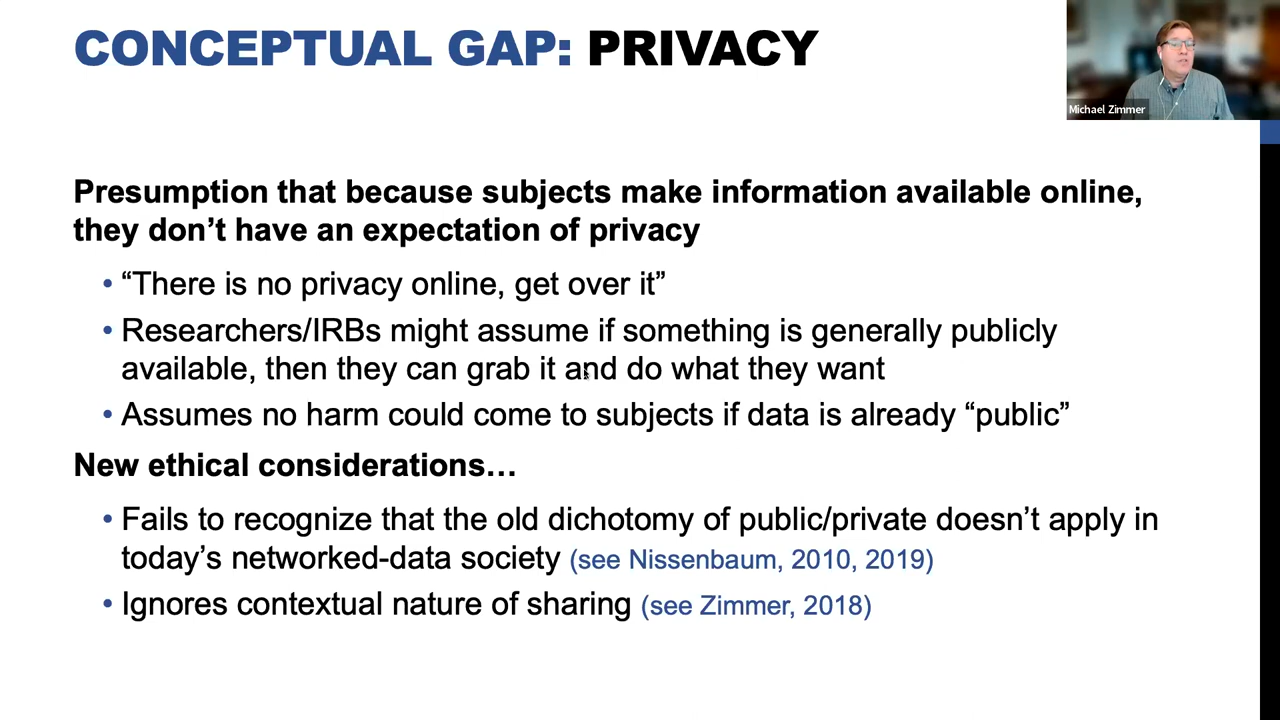 CONCEPTUAL GAP: PRIVACY
Michael Zimmer
Presumption that because subjects make information available online,
they don’t have an expectation of privacy
• “There is no privacy online, get over it”
• Researchers/IRBs might assume if something is generally publicly
available, then they can grab it and do what they want
• Assumes no harm could come to subjects if data is already “public”
New ethical considerations…
• Fails to recognize that the old dichotomy of public/private doesn’t apply in
today’s networked-data society (see Nissenbaum, 2010, 2019)
• Ignores contextual nature of sharing (see Zimmer, 2018)